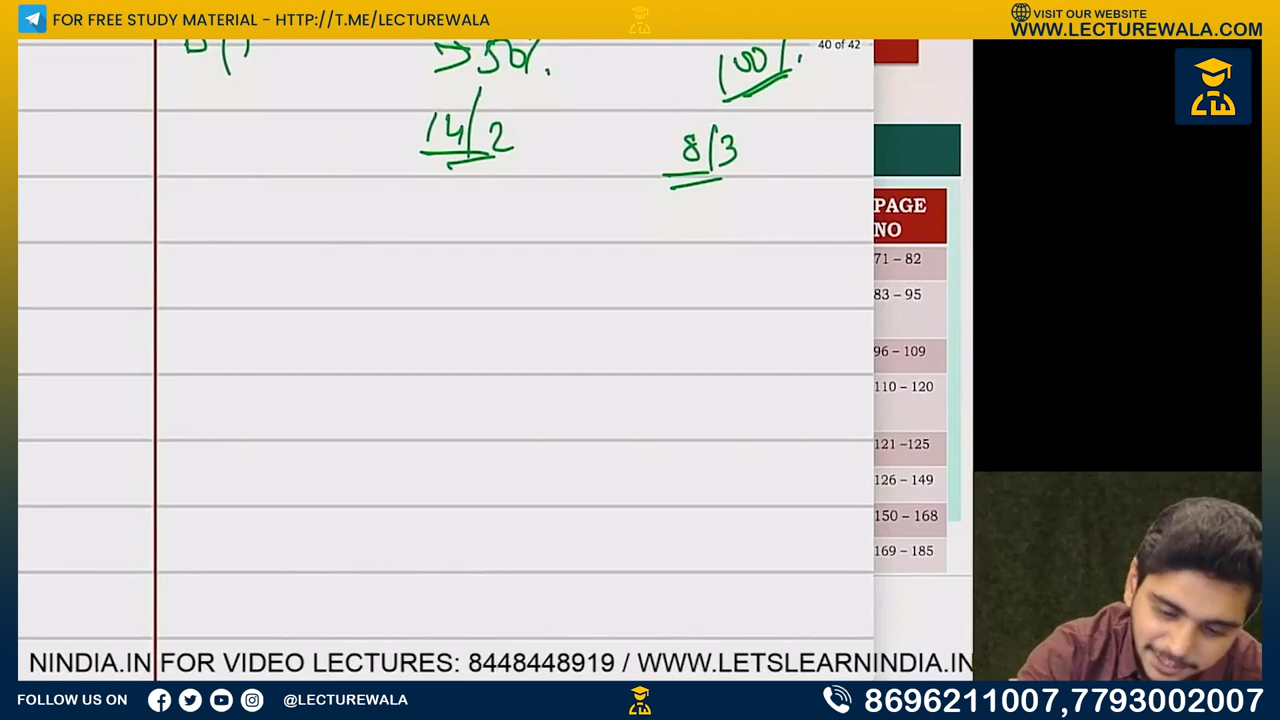 FOR FREE STUDY MATERIAL - HTTP://T.ME/LECTUREWALA
VISIT OUR WEBSITE
WWW.LECTUREWALA.COM
40 of 42
→ 50%.
100%.
14/2
8/3
PAGE
NO
71 – 82
83 – 95
96 – 109
110 – 120
121 –125
126 – 149
150 – 168
169 – 185
NINDIA.IN FOR VIDEO LECTURES: 8448448919 / WWW.LETSLEARNINDIA.IN
FOLLOW US ON
@LECTUREWALA
8696211007,7793002007